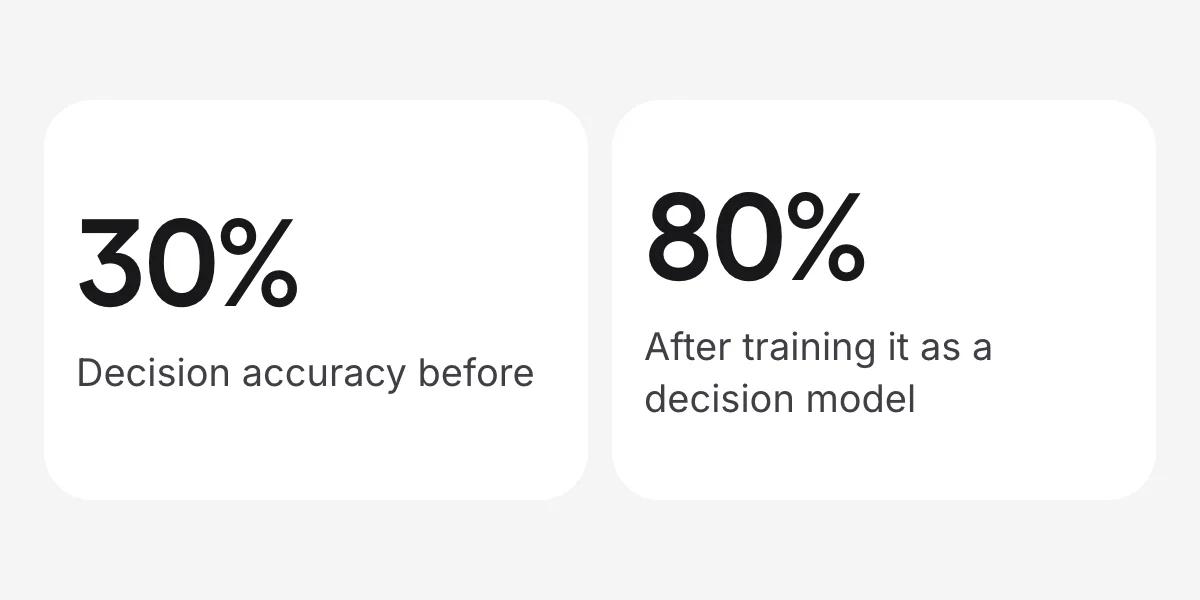 30%
Decision accuracy before
80%
After training it as a
decision model